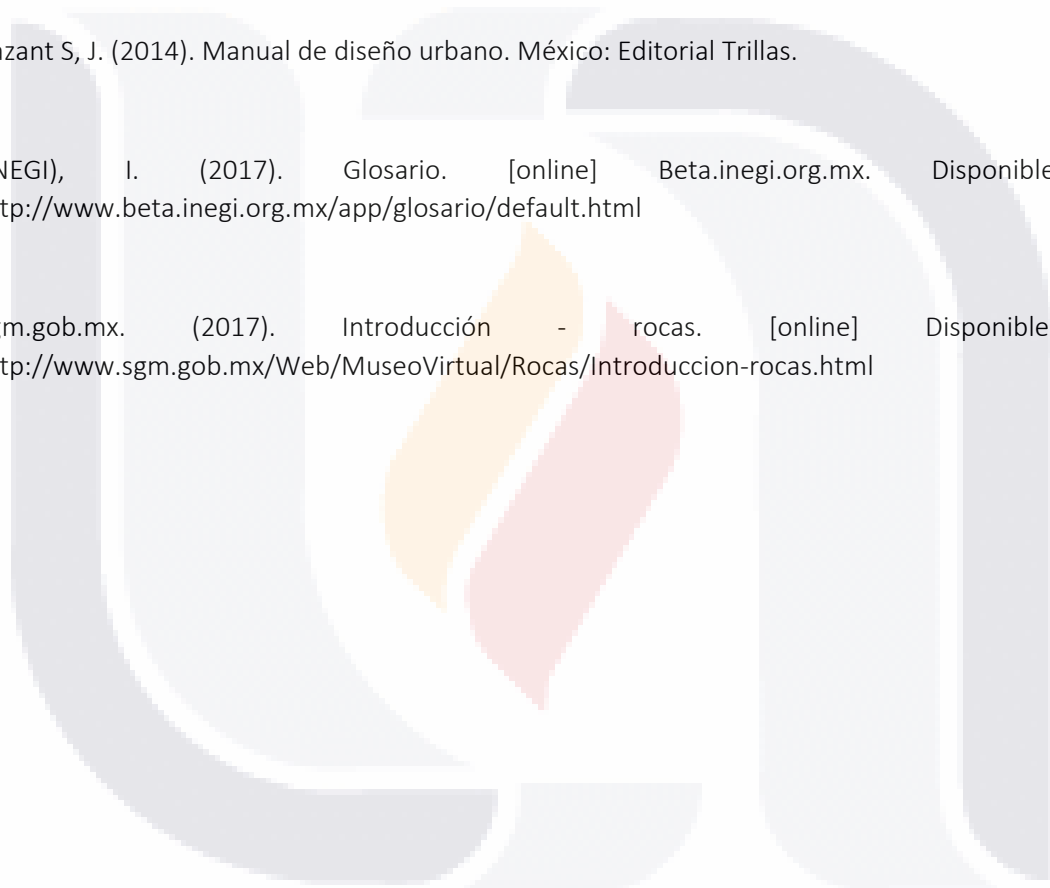 zant S, J. (2014). Manual de diseño urbano. México: Editorial Trillas.
NEGI), I. (2017). Glosario. [online] Beta.inegi.org.mx. Disponible
tp://www.beta.inegi.org.mx/app/glosario/default.html
gm.gob.mx. (2017). Introducción - rocas. [online] Disponible
tp://www.sgm.gob.mx/Web/MuseoVirtual/Rocas/Introduccion-rocas.html